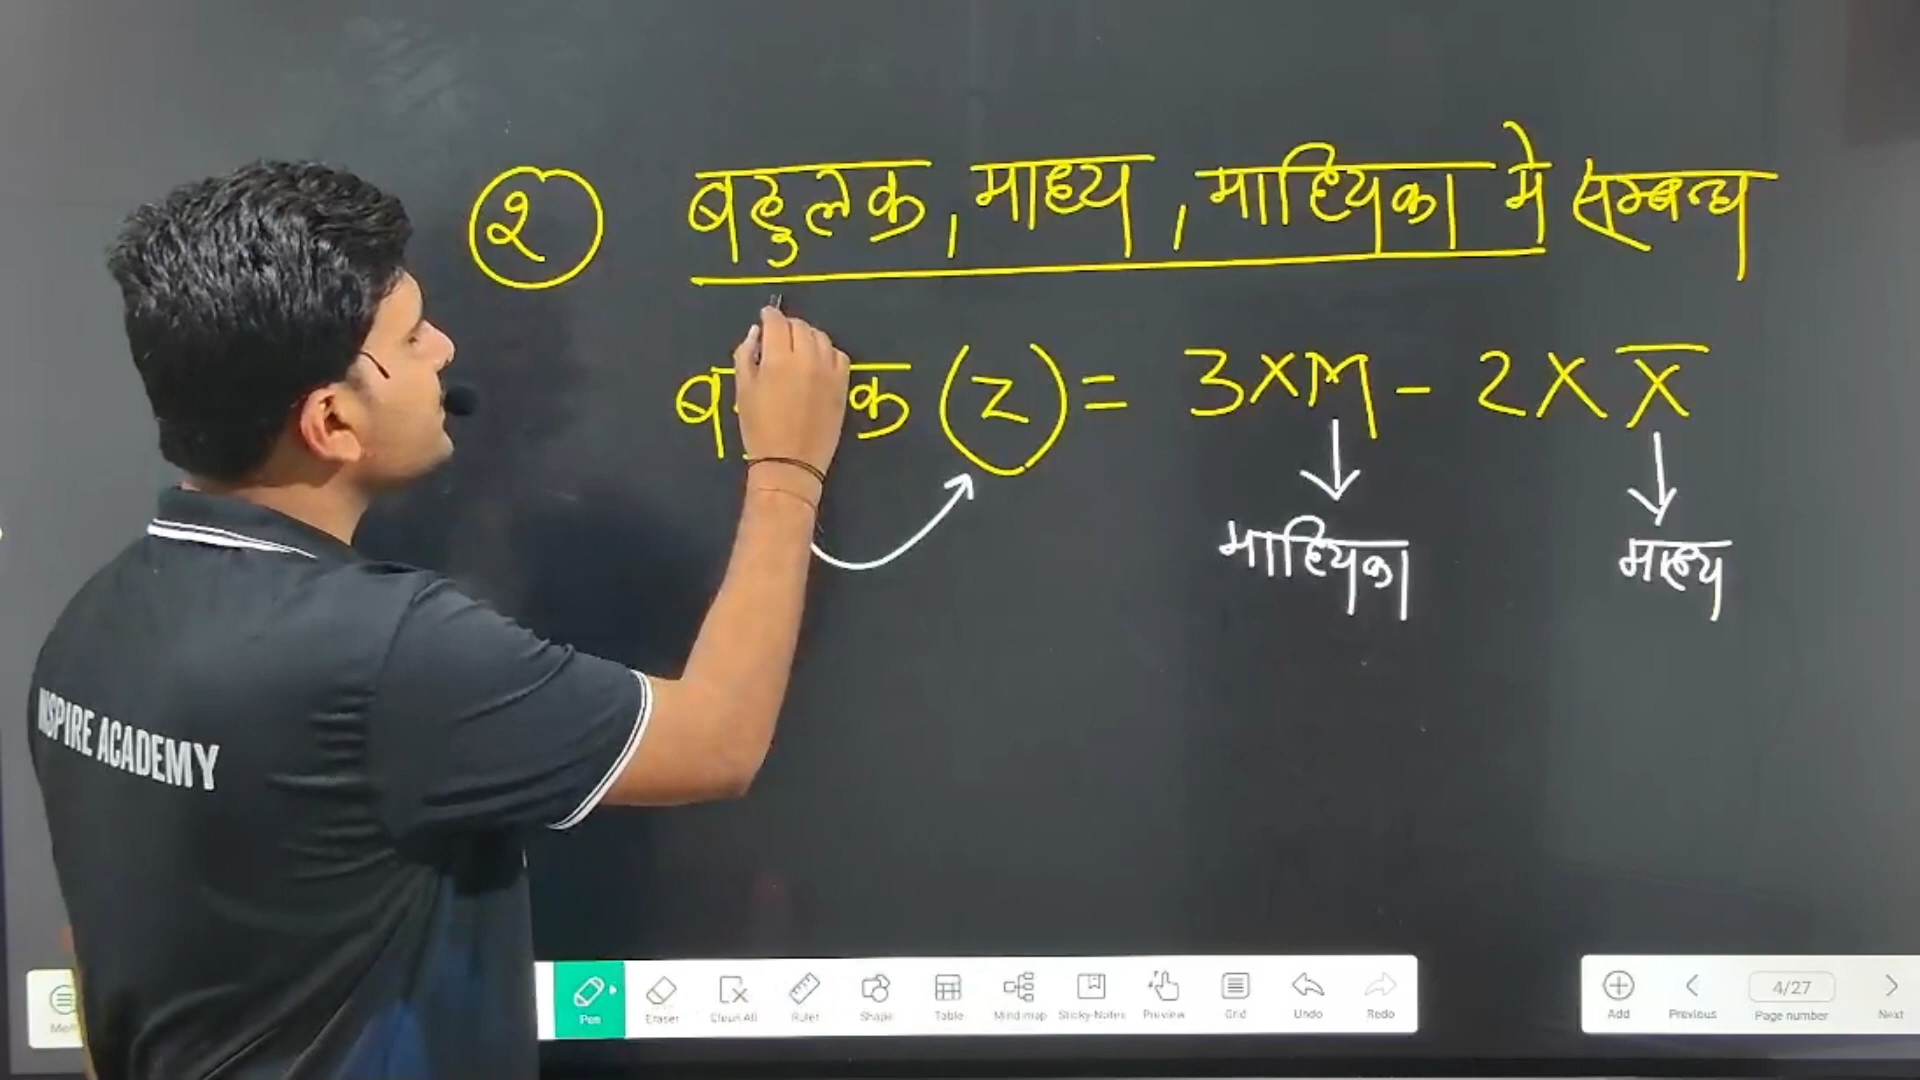 २ बहुलक, माध्य, माध्यिका मे सम्बन्ध
(Z) = 3×M - 2× X̅
माध्यिका माध्य
NSPIRE ACADEMY
Pen Eraser Clean All Ruler Shape Table Mind map Sticky-Notes Preview Grid Undo Redo
Add Previous 4/27 Page number Next